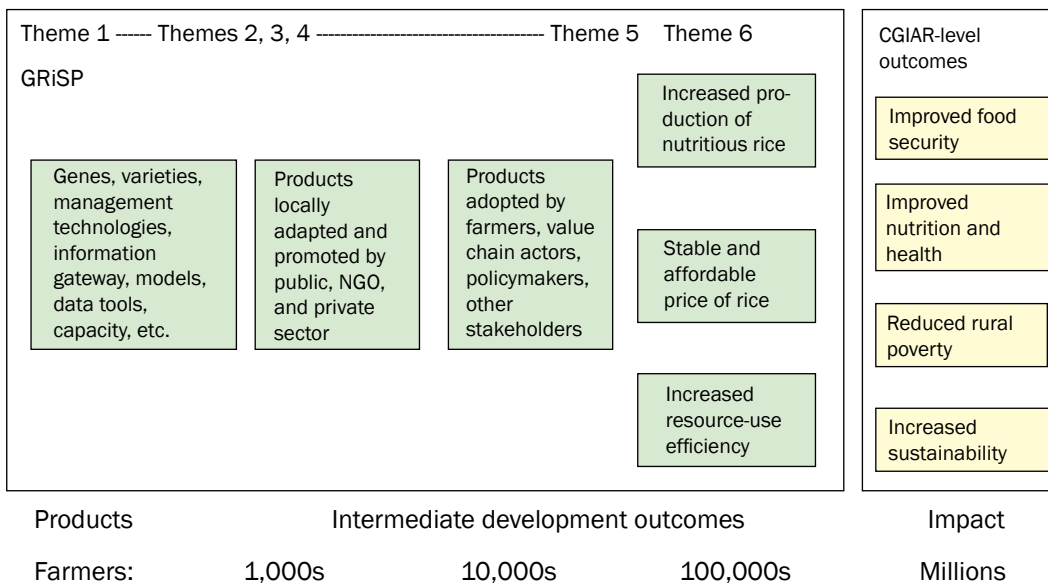 Theme 1 ------ Themes 2, 3, 4 --------------------------------------- Theme 5 Theme 6
GRiSP
Genes, varieties,
management
technologies,
information
gateway, models,
data tools,
capacity, etc.
Products
locally
adapted and
promoted by
public, NGO,
and private
sector
Products
adopted by
farmers, value
chain actors,
policymakers,
other
stakeholders
Increased pro-
duction of
nutritious rice
Stable and
affordable
price of rice
Increased
resource-use
efficiency
CGIAR-level
outcomes
Improved food
security
Improved
nutrition and
health
Reduced rural
poverty
Increased
sustainability
Products Intermediate development outcomes Impact
Farmers: 1,000s 10,000s 100,000s Millions